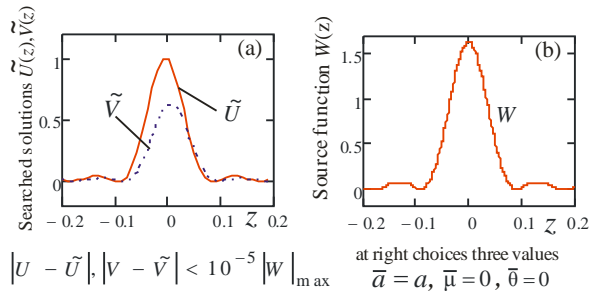 Searched solutions Ũ(z),Ṽ(z)
1
0.5
0
(a)
Ṽ
Ũ
−0.2 −0.1 0 0.1 0.2
z
Source function W(z)
1.5
1
0.5
0
(b)
W
−0.2 −0.1 0 0.1 0.2
z
|U − Ũ|, |V − Ṽ| < 10⁻⁵ |W|ₘₐₓ
at right choices three values
a̅ = a, μ̅ = 0, θ̅ = 0